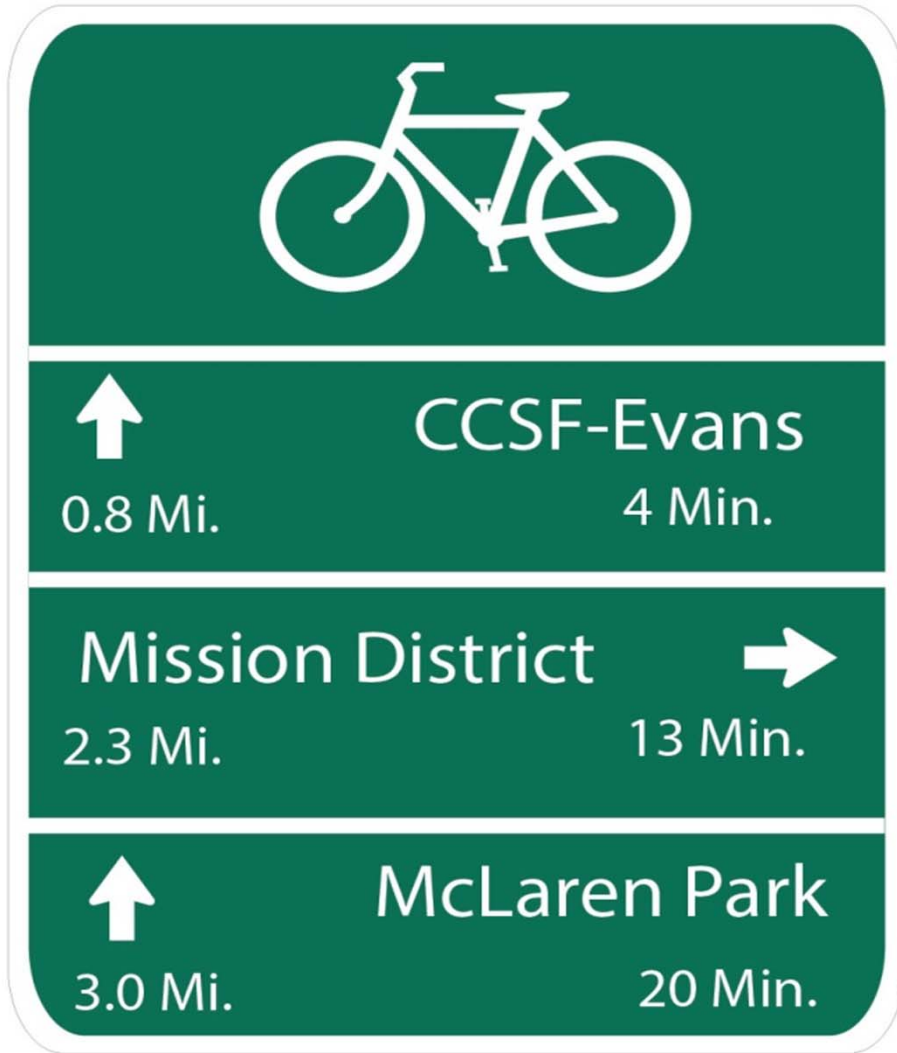 CCSF-Evans
0.8 Mi. 4 Min.
Mission District
2.3 Mi. 13 Min.
McLaren Park
3.0 Mi. 20 Min.